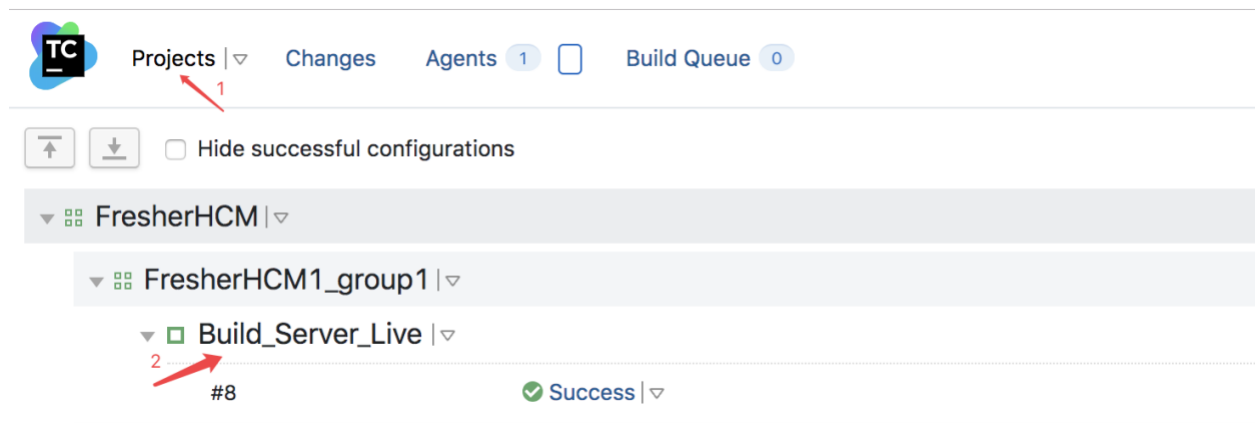 TC
Projects Changes Agents 1 Build Queue 0
1
Hide successful configurations
FresherHCM
FresherHCM1_group1
Build_Server_Live
2
#8 Success